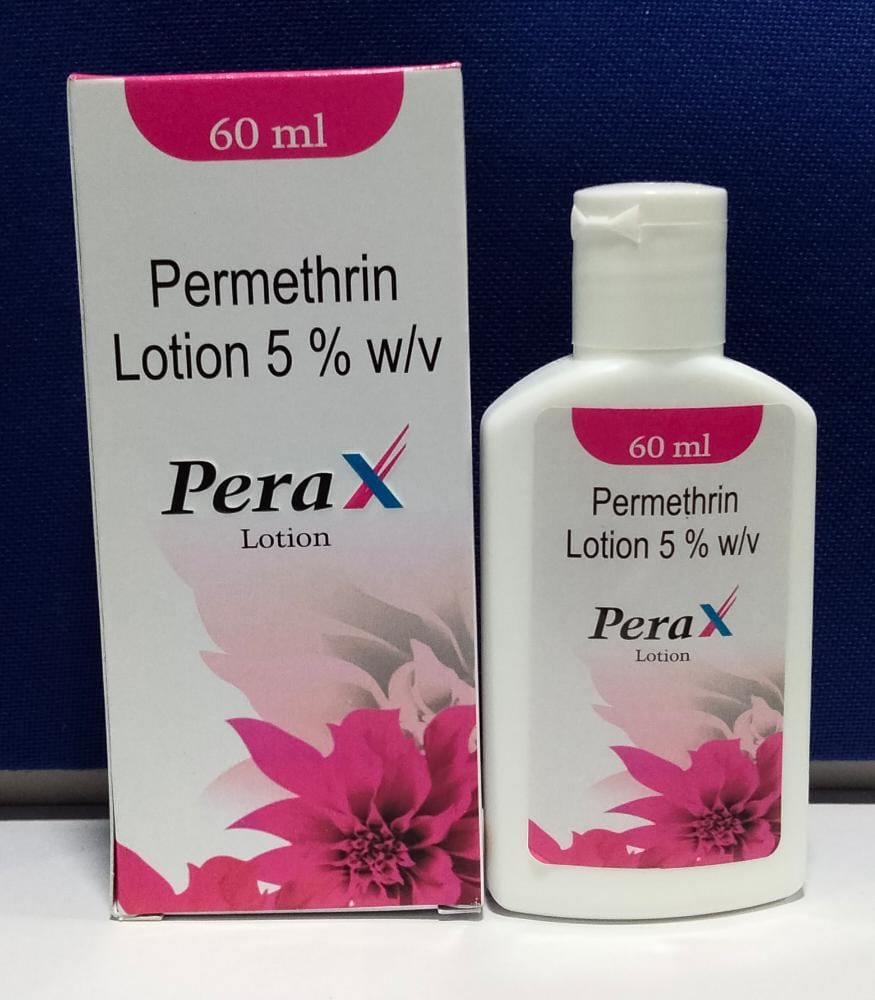 60 ml
Permethrin
Lotion 5 % w/v
PeraX
Lotion
60 ml
Permethrin
Lotion 5 % w/v
PeraX
Lotion